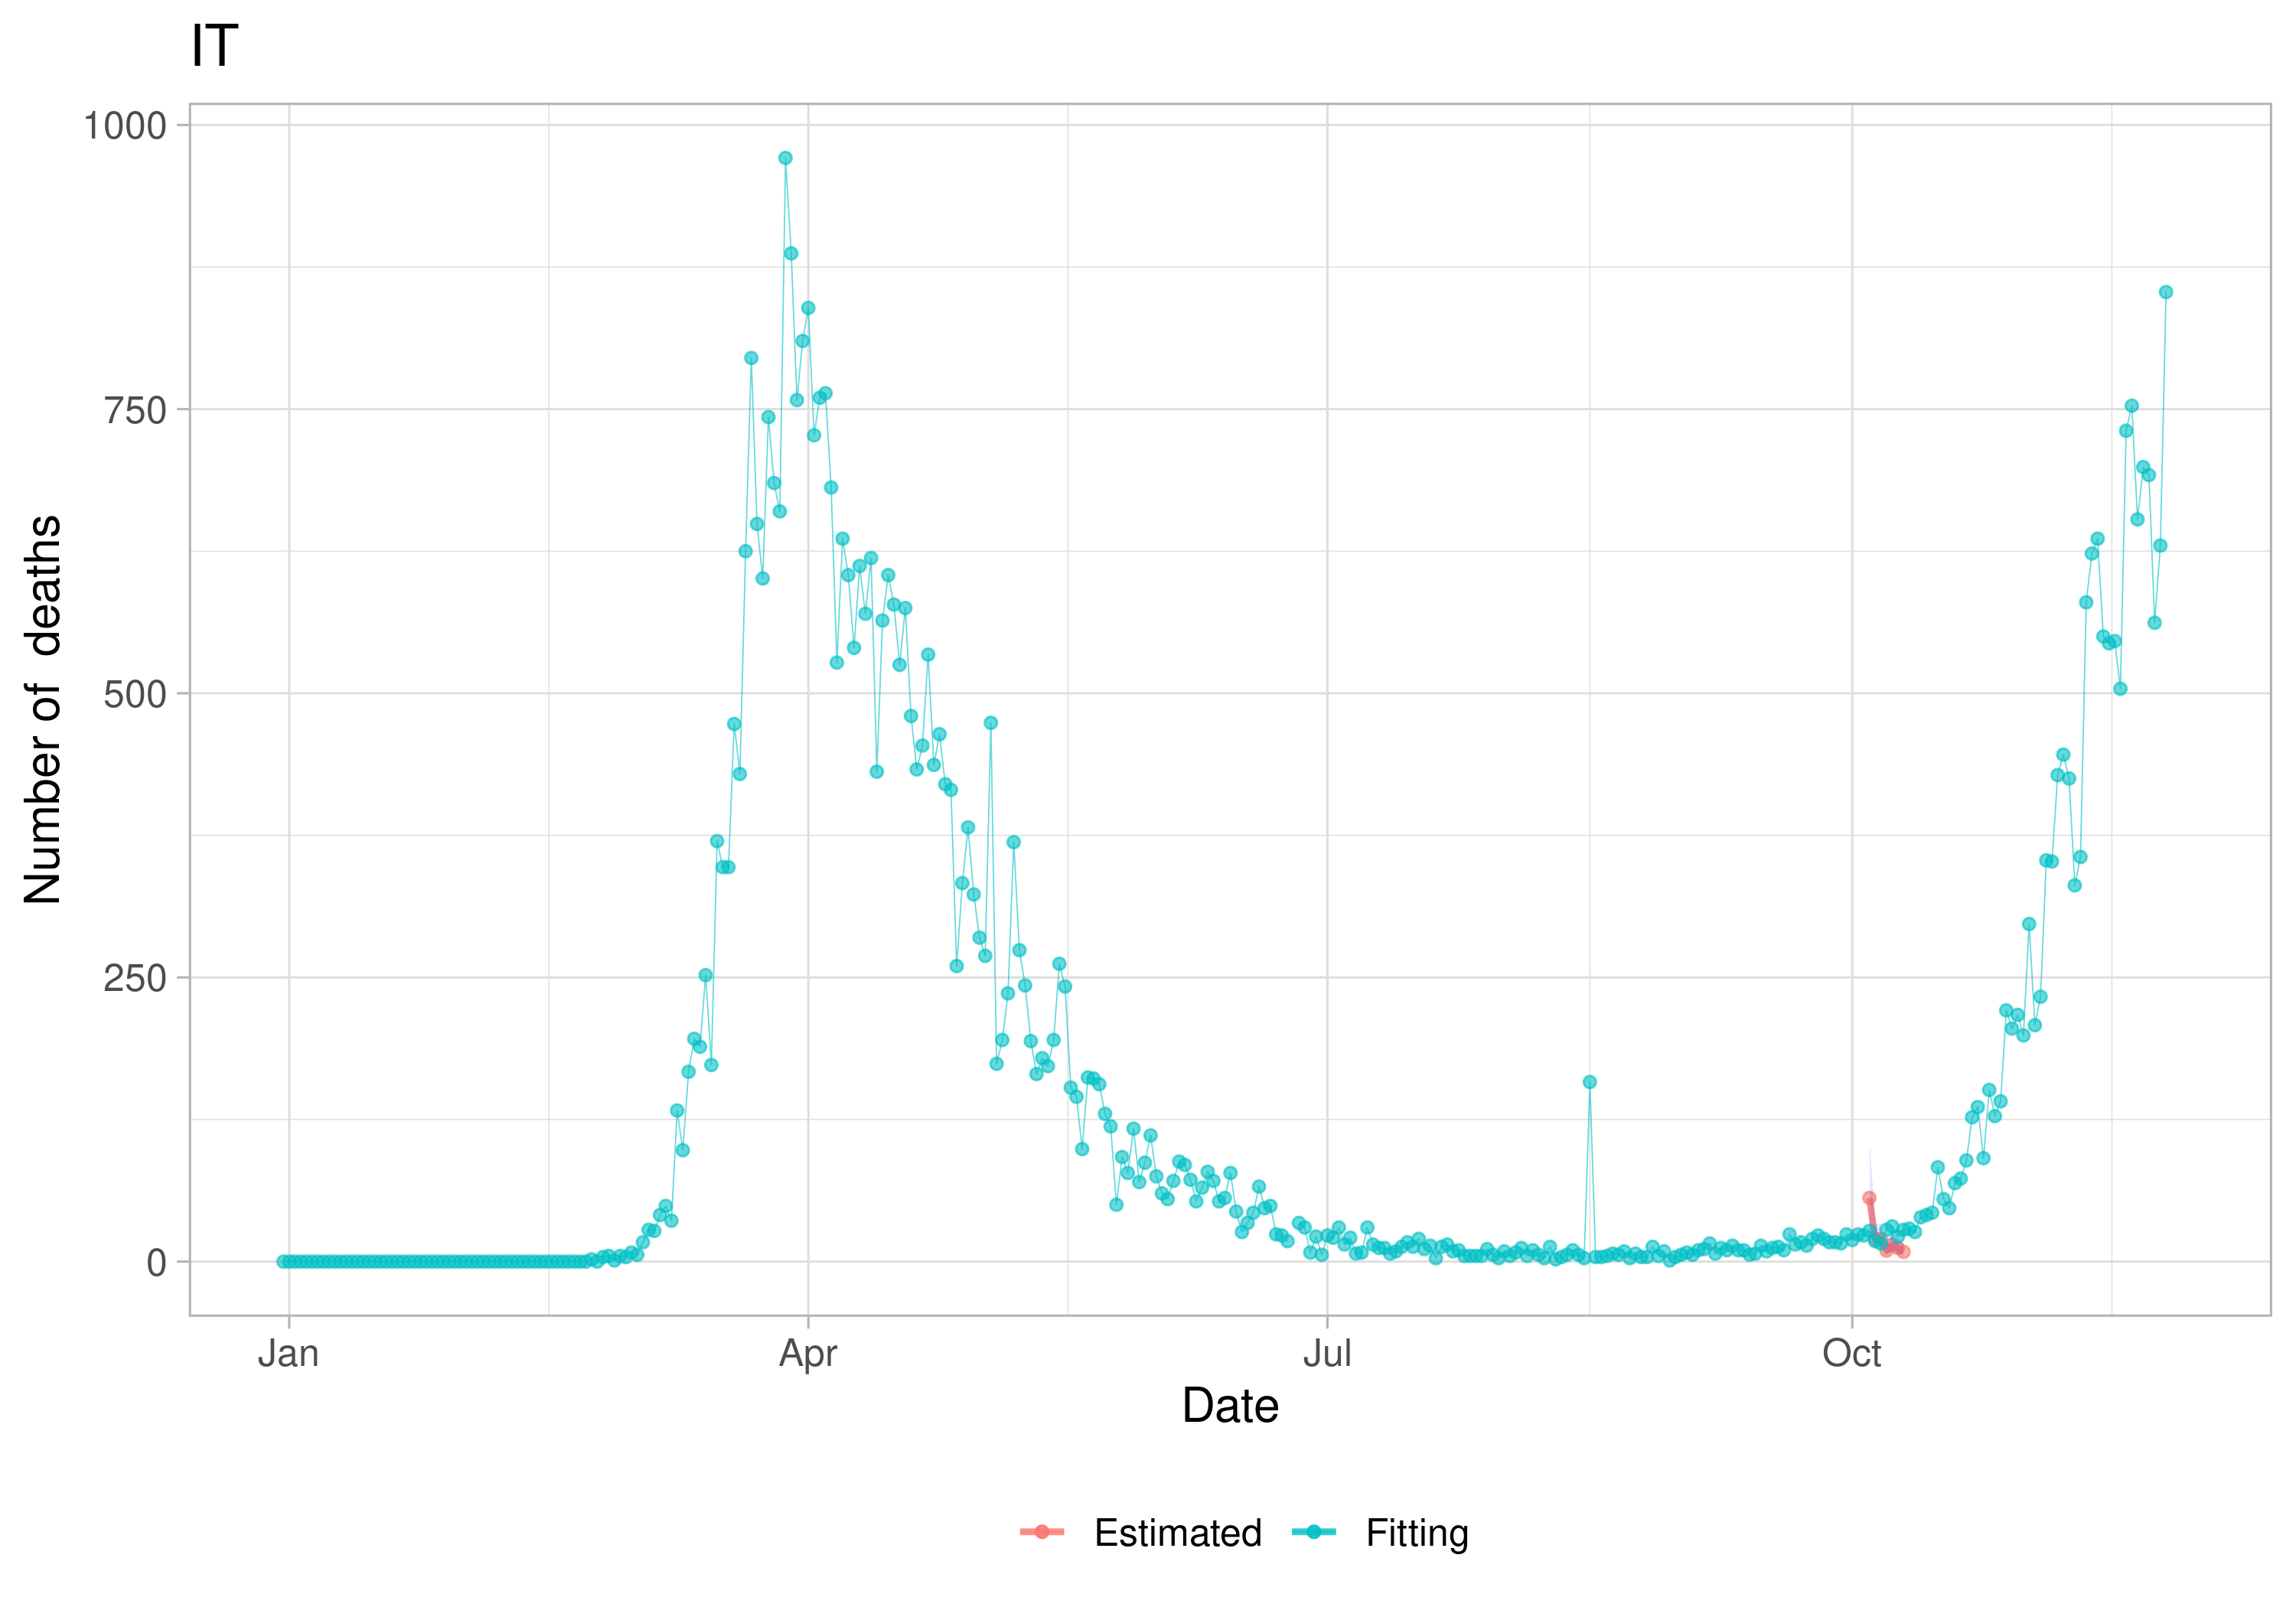 IT
1000
750
500
250
0
Number of deaths
Jan Apr Jul Oct
Date
Estimated Fitting